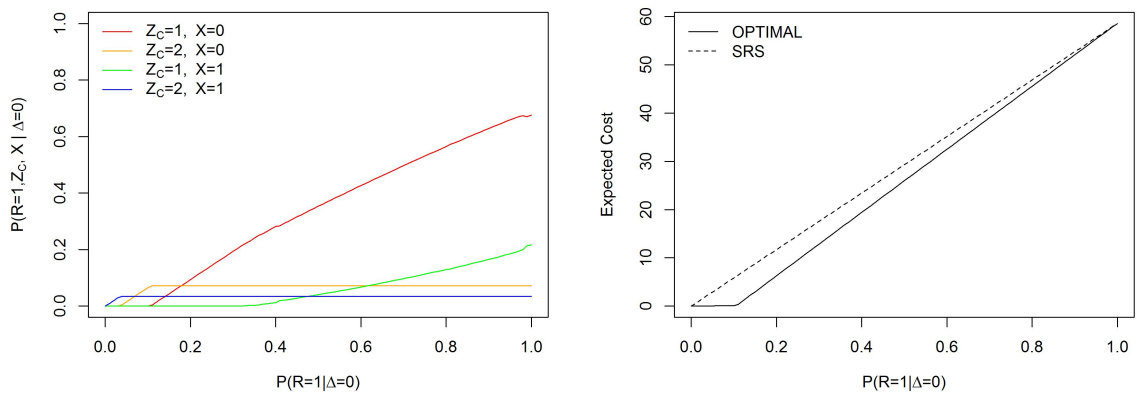 P(R=1,Z_C, X | Δ=0)
1.0
0.8
0.6
0.4
0.2
0.0
Z_C=1, X=0
Z_C=2, X=0
Z_C=1, X=1
Z_C=2, X=1
0.0 0.2 0.4 0.6 0.8 1.0
P(R=1|Δ=0)
Expected Cost
60
50
40
30
20
10
0
OPTIMAL
SRS
0.0 0.2 0.4 0.6 0.8 1.0
P(R=1|Δ=0)